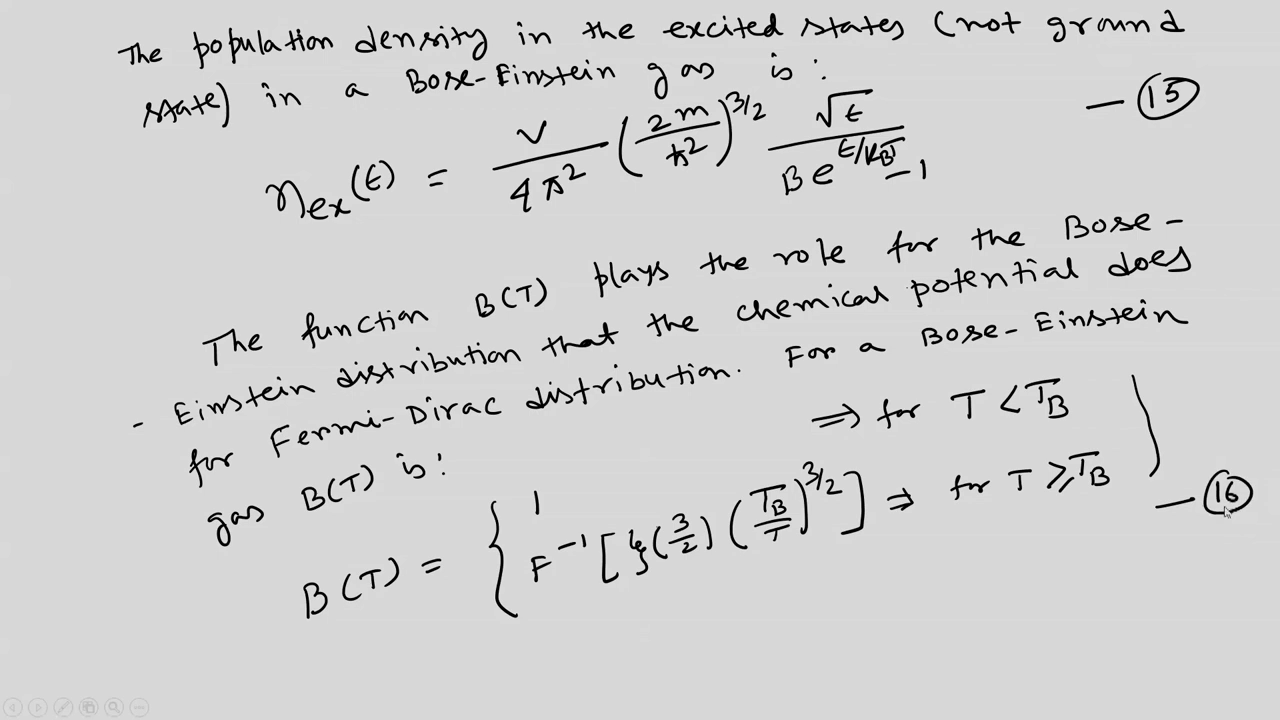 The population density in the excited states (not ground
state) in a Bose-Einstein gas is:
η_ex(ε) = V/(4π²) (2m/ħ²)^(3/2) √ε/(B e^(ε/k_BT) - 1) — (15)
The function B(T) plays the role for the Bose-
- Einstein distribution that the chemical potential does
for Fermi-Dirac distribution. For a Bose-Einstein
gas B(T) is:
B(T) = { 1 ⇒ for T < T_B
F^(-1) [ζ(3/2) (T_B/T)^(3/2)] ⇒ for T ≥ T_B } — (16)